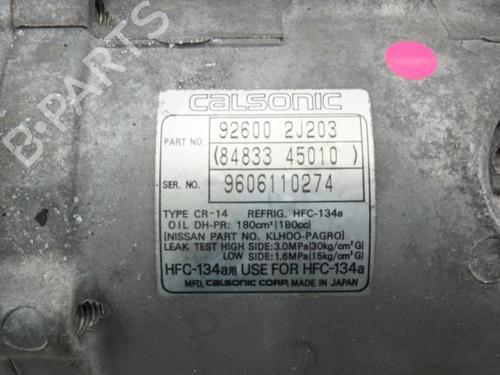 CALSONIC
PART NO. 92600 2J203
(84833 45010)
SER. NO. 9606110274
TYPE CR-14 REFRIG. HFC-134a
OIL DH-PR: 180cm³(180cc)
(NISSAN PART NO. KLHOO-PAGRO)
LEAK TEST HIGH SIDE: 3.0MPa(30kg/cm²G)
LOW SIDE: 1.6MPa(15kg/cm²G)
HFC-134a用 USE FOR HFC-134a
MFD. CALSONIC CORP. MADE IN JAPAN